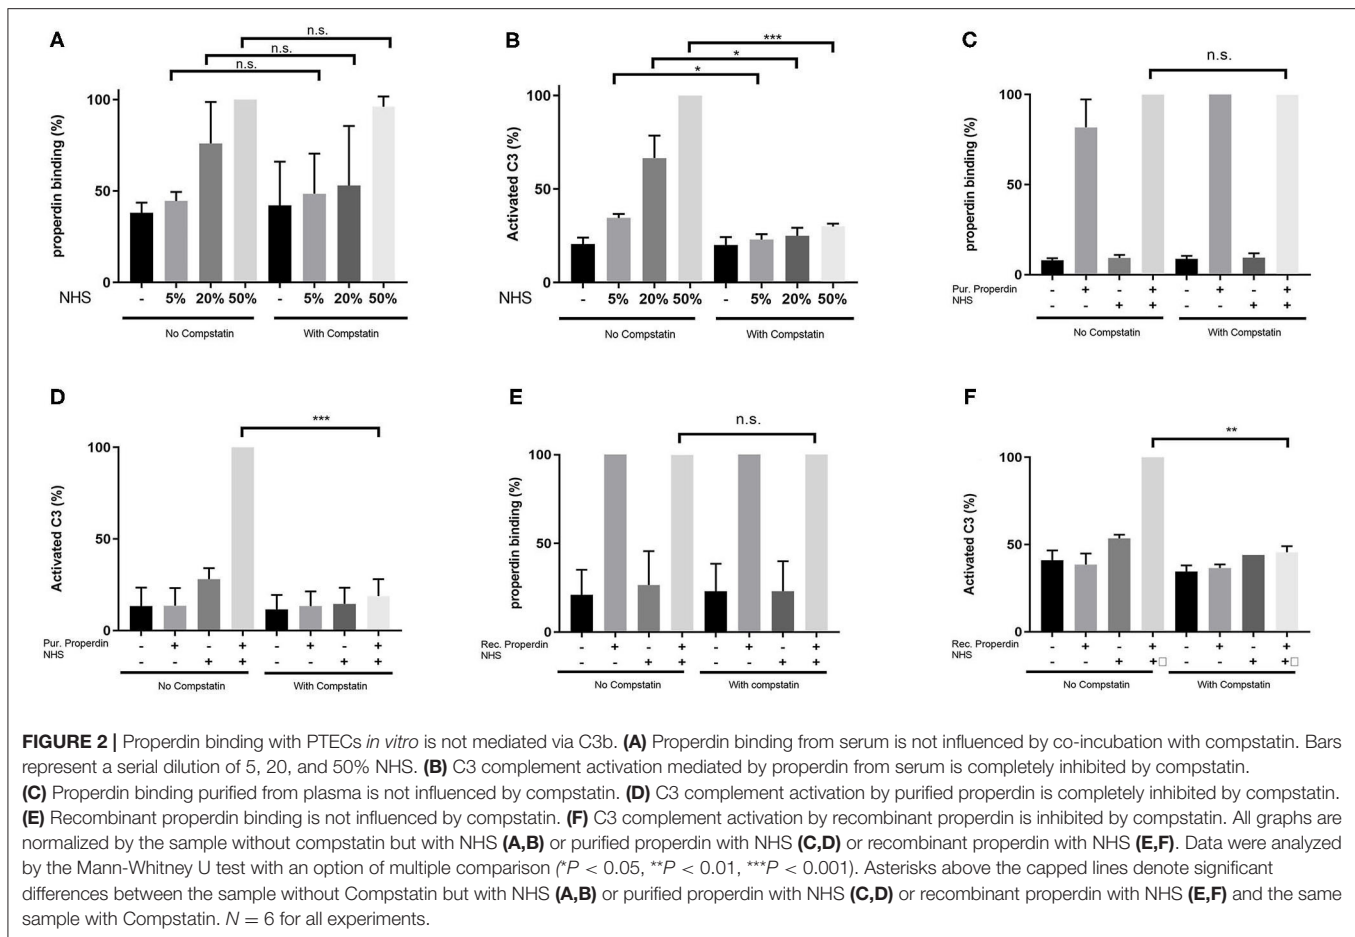 A
n.s.
n.s.
n.s.
properdin binding (%)
100
50
0
NHS - 5% 20% 50% - 5% 20% 50%
No Compstatin With Compstatin
B
***
*
*
Activated C3 (%)
100
50
0
NHS - 5% 20% 50% - 5% 20% 50%
No Compstatin With Compstatin
C
n.s.
properdin binding (%)
100
50
0
Pur. Properdin - + - + - + - +
NHS - - + + - - + +
No Compstatin With Compstatin
D
***
Activated C3 (%)
100
50
0
Pur. Properdin - + - + - + - +
NHS - - + + - - + +
No Compstatin With Compstatin
E
n.s.
properdin binding (%)
100
50
0
Rec. Properdin - + - + - + - +
NHS - - + + - - + +
No Compstatin With compstatin
F
**
Activated C3 (%)
100
50
0
Rec. Properdin - + - + - + - +
NHS - - + +□ - - + +□
No Compstatin With Compstatin
FIGURE 2 | Properdin binding with PTECs in vitro is not mediated via C3b. (A) Properdin binding from serum is not influenced by co-incubation with compstatin. Bars
represent a serial dilution of 5, 20, and 50% NHS. (B) C3 complement activation mediated by properdin from serum is completely inhibited by compstatin.
(C) Properdin binding purified from plasma is not influenced by compstatin. (D) C3 complement activation by purified properdin is completely inhibited by compstatin.
(E) Recombinant properdin binding is not influenced by compstatin. (F) C3 complement activation by recombinant properdin is inhibited by compstatin. All graphs are
normalized by the sample without compstatin but with NHS (A,B) or purified properdin with NHS (C,D) or recombinant properdin with NHS (E,F). Data were analyzed
by the Mann-Whitney U test with an option of multiple comparison (*P < 0.05, **P < 0.01, ***P < 0.001). Asterisks above the capped lines denote significant
differences between the sample without Compstatin but with NHS (A,B) or purified properdin with NHS (C,D) or recombinant properdin with NHS (E,F) and the same
sample with Compstatin. N = 6 for all experiments.